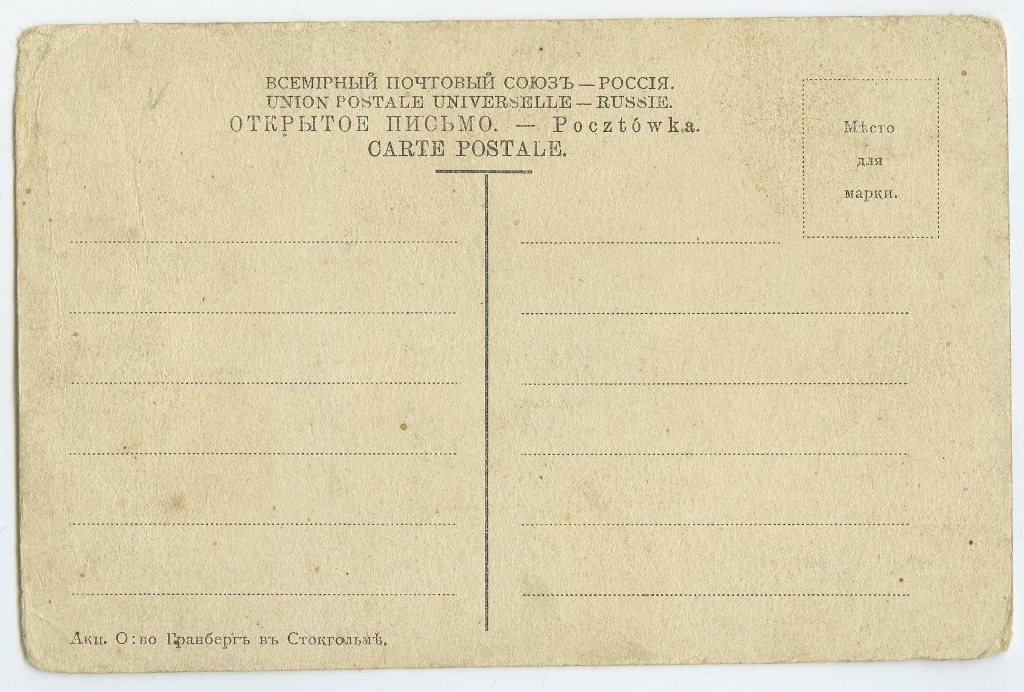 ВСЕМІРНЫЙ ПОЧТОВЫЙ СОЮЗЪ — РОССІЯ.
UNION POSTALE UNIVERSELLE — RUSSIE.
ОТКРЫТОЕ ПИСЬМО. — Pocztówka.
CARTE POSTALE.
Мѣсто
для
марки.
Акц. О:во Гранбергъ въ Стокгольмѣ.